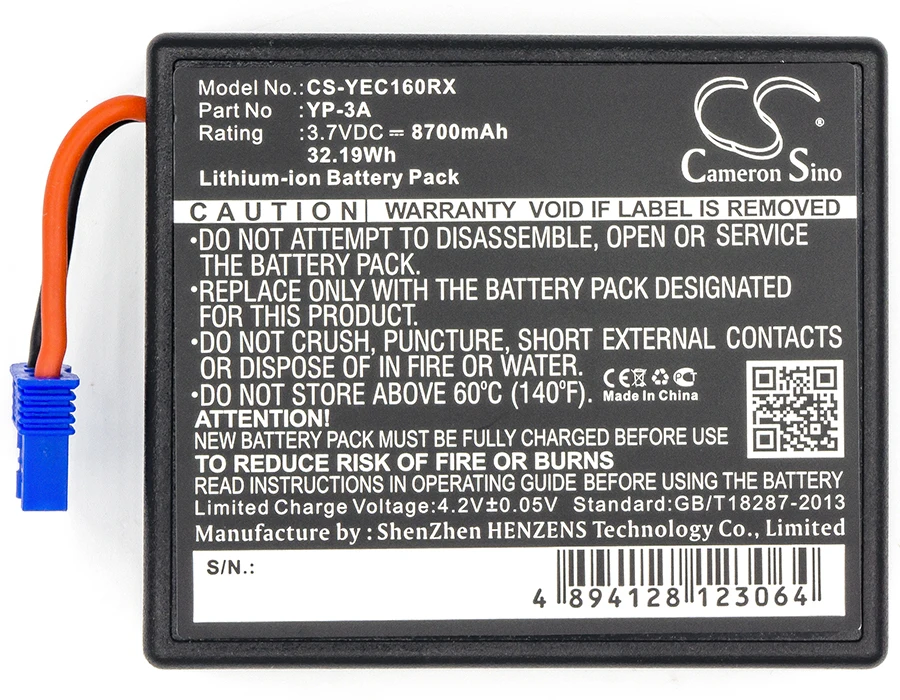 Model No.: CS-YEC160RX
Part No : YP-3A
Rating : 3.7VDC ⎓ 8700mAh
32.19Wh
Lithium-ion Battery Pack
CS ®
Cameron Sino
CAUTION | WARRANTY VOID IF LABEL IS REMOVED
•DO NOT ATTEMPT TO DISASSEMBLE, OPEN OR SERVICE
THE BATTERY PACK.
•REPLACE ONLY WITH THE BATTERY PACK DESIGNATED
FOR THIS PRODUCT.
•DO NOT CRUSH, PUNCTURE, SHORT EXTERNAL CONTACTS
OR DISPOSE OF IN FIRE OR WATER.
•DO NOT STORE ABOVE 60ºC (140ºF).
CE
Made In China
ATTENTION!
NEW BATTERY PACK MUST BE FULLY CHARGED BEFORE USE
TO REDUCE RISK OF FIRE OR BURNS
READ INSTRUCTIONS IN OPERATING GUIDE BEFORE USING THE BATTERY
Limited Charge Voltage:4.2V±0.05V Standard:GB/T18287-2013
Manufacture by : ShenZhen HENZENS Technology Co., Limited
S/N.:
4 894128 123064